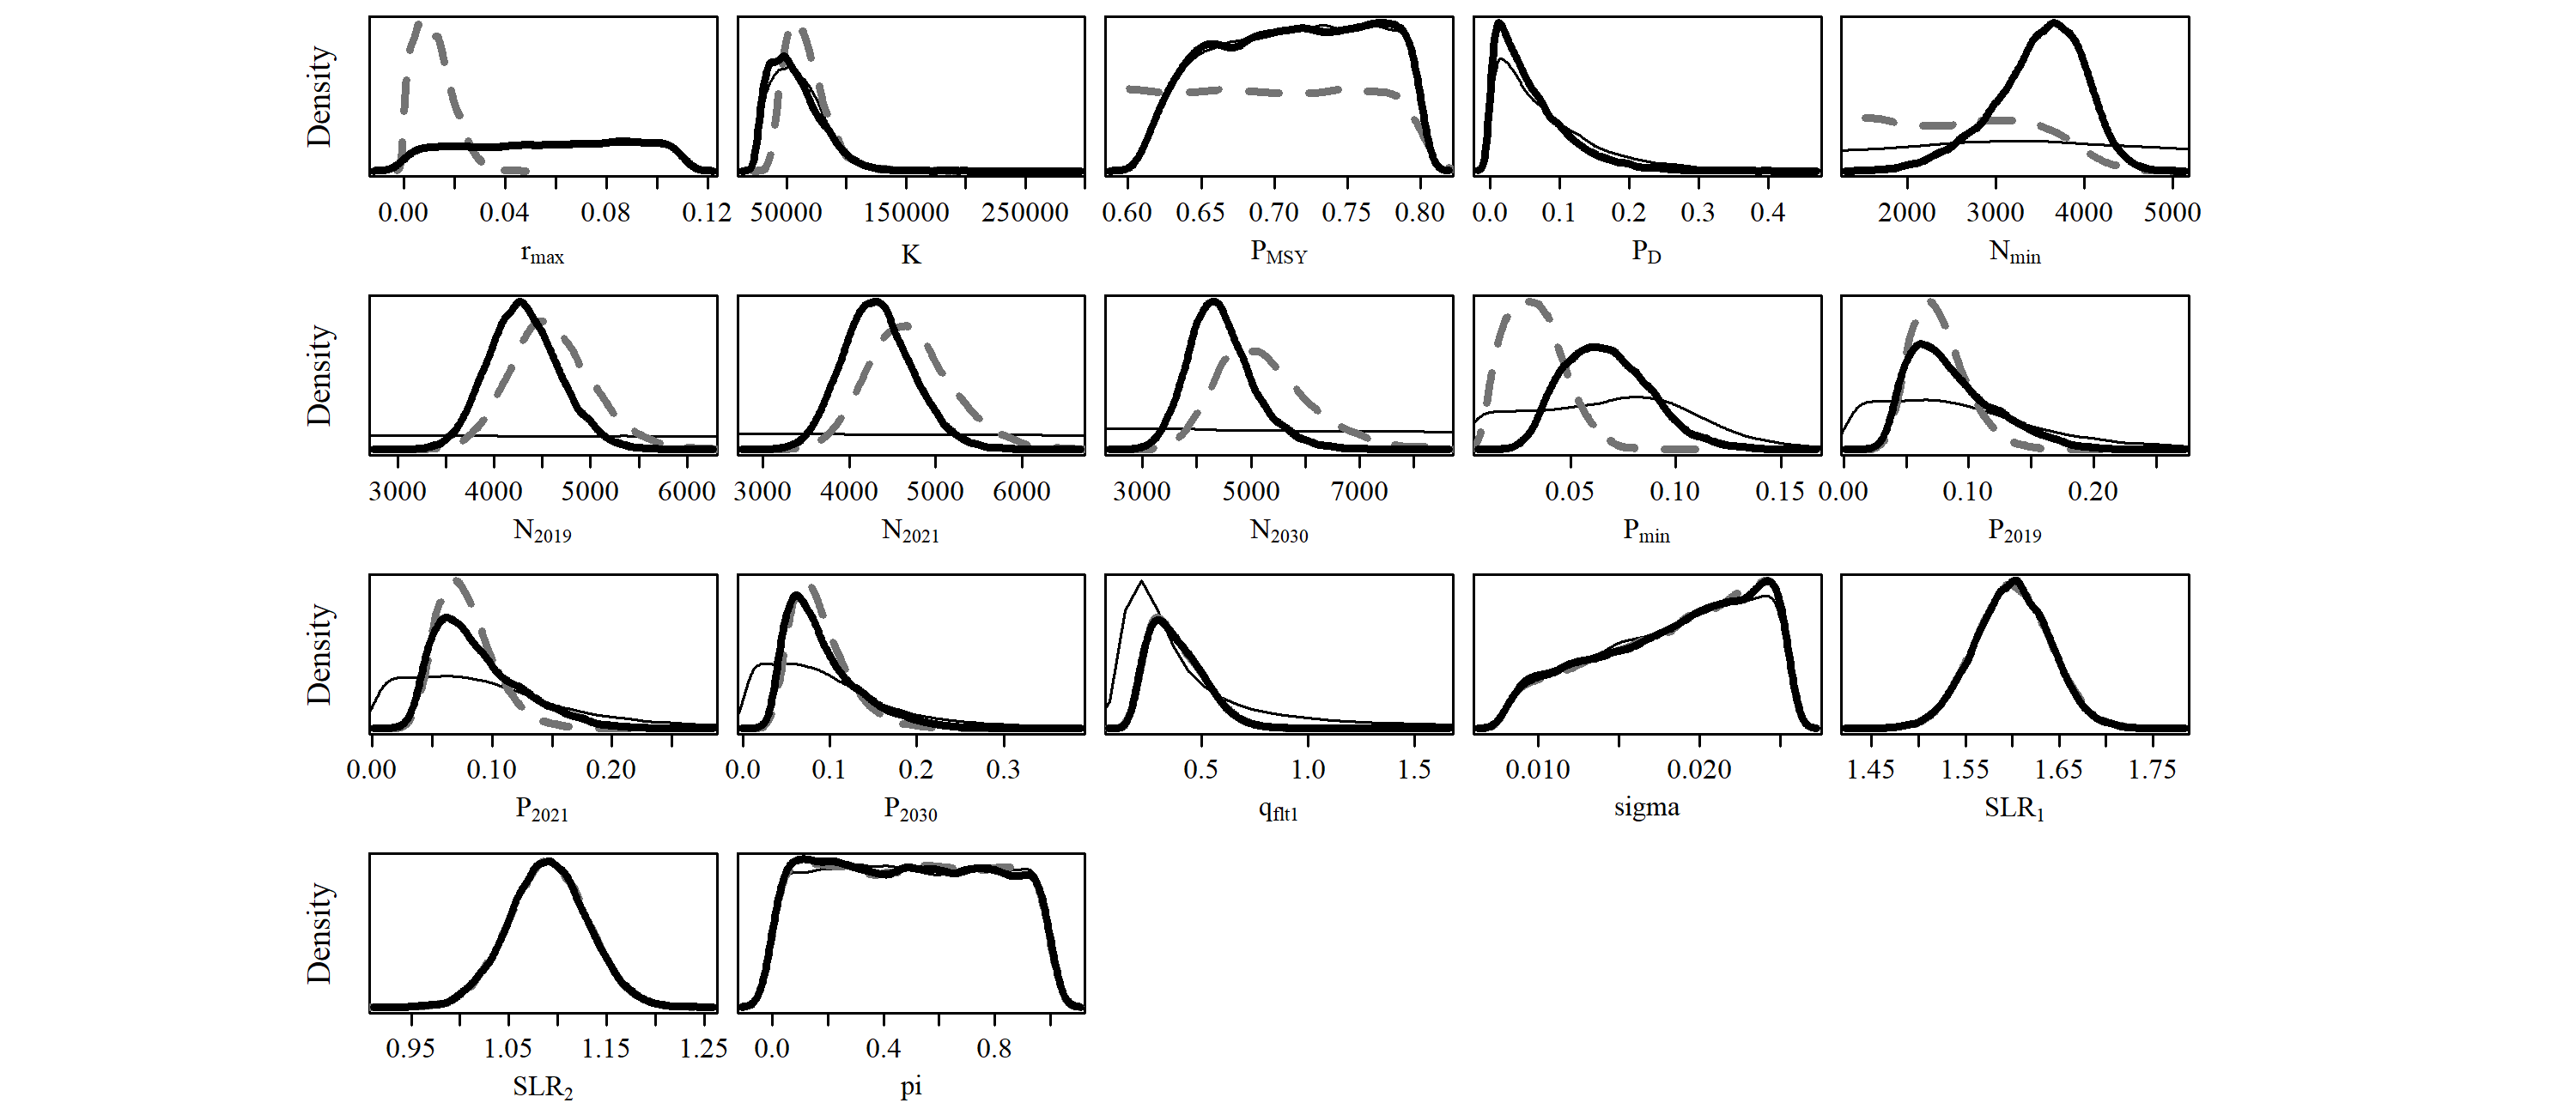 Density
0.00 0.04 0.08 0.12 50000 150000 250000 0.60 0.65 0.70 0.75 0.80 0.0 0.1 0.2 0.3 0.4 2000 3000 4000 5000
rmax K PMSY PD Nmin
Density
3000 4000 5000 6000 3000 4000 5000 6000 3000 5000 7000 0.05 0.10 0.15 0.00 0.10 0.20
N2019 N2021 N2030 Pmin P2019
Density
0.00 0.10 0.20 0.0 0.1 0.2 0.3 0.5 1.0 1.5 0.010 0.020 1.45 1.55 1.65 1.75
P2021 P2030 qflt1 sigma SLR1
Density
0.95 1.05 1.15 1.25 0.0 0.4 0.8
SLR2 pi